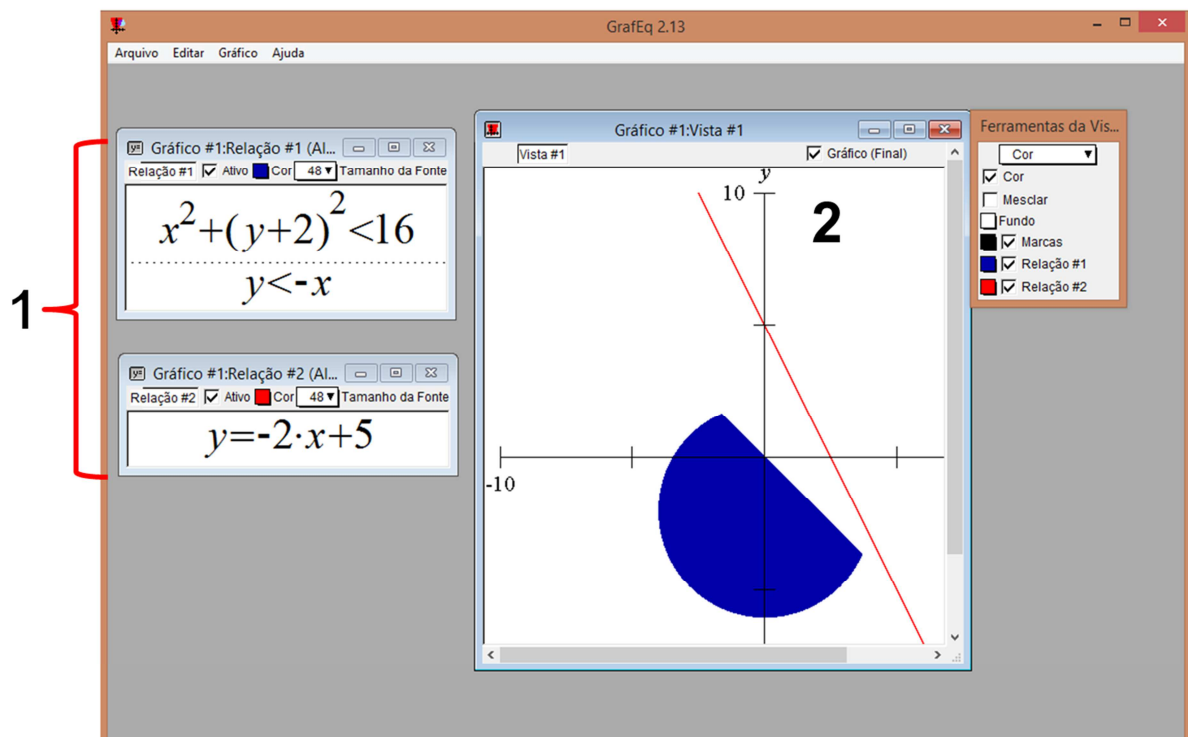 GrafEq 2.13
Arquivo Editar Gráfico Ajuda
1
Gráfico #1:Relação #1 (Al...
Relação #1 Ativo Cor 48 Tamanho da Fonte
x²+(y+2)²<16
y<-x
Gráfico #1:Relação #2 (Al...
Relação #2 Ativo Cor 48 Tamanho da Fonte
y=-2·x+5
Gráfico #1:Vista #1
Vista #1 Gráfico (Final)
y
10
2
-10
Ferramentas da Vis...
Cor
Cor
Mesclar
Fundo
Marcas
Relação #1
Relação #2